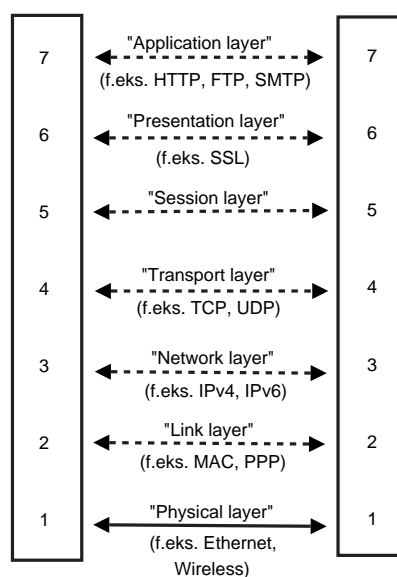 7 "Application layer" 7
(f.eks. HTTP, FTP, SMTP)
6 "Presentation layer" 6
(f.eks. SSL)
5 "Session layer" 5
4 "Transport layer" 4
(f.eks. TCP, UDP)
3 "Network layer" 3
(f.eks. IPv4, IPv6)
2 "Link layer" 2
(f.eks. MAC, PPP)
1 "Physical layer" 1
(f.eks. Ethernet,
Wireless)